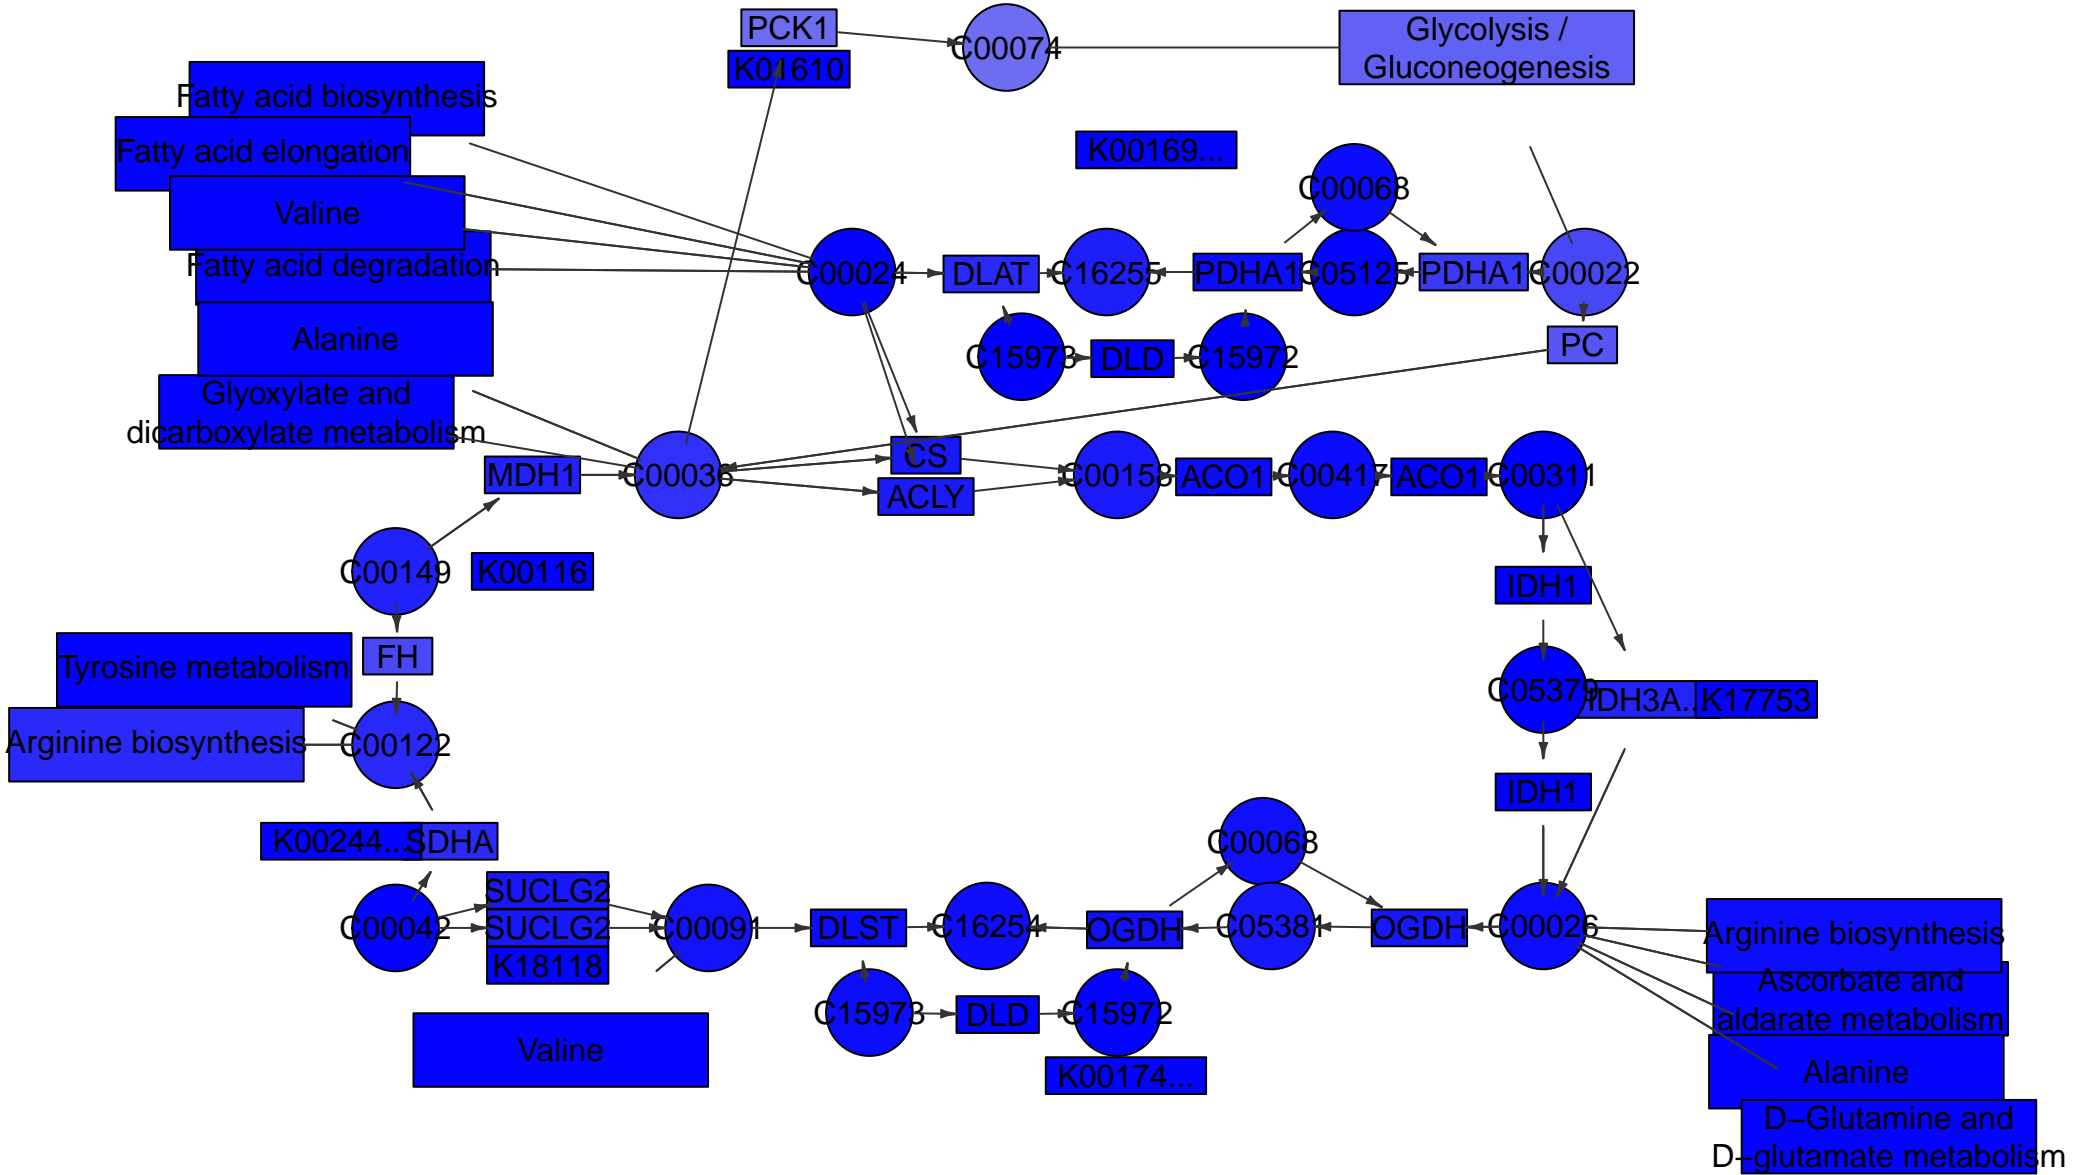 PCK1
C00074
Glycolysis /
Gluconeogenesis
K01610
Fatty acid biosynthesis
Fatty acid elongation
K00169...
C00068
Valine
Fatty acid degradation
C00024
DLAT
C16255
PDHA1
C05125
PDHA1
C00022
Alanine
C15973
DLD
C15972
PC
Glyoxylate and
dicarboxylate metabolism
MDH1
C00036
CS
ACLY
C00158
ACO1
C00417
ACO1
C00311
C00149
K00116
IDH1
FH
Tyrosine metabolism
C05379
IDH3A...
K17753
Arginine biosynthesis
C00122
IDH1
K00244...
SDHA
C00068
SUCLG2
C00042
SUCLG2
C00091
DLST
C16254
OGDH
C05381
OGDH
C00026
Arginine biosynthesis
K18118
Ascorbate and
aldarate metabolism
C15973
DLD
C15972
Valine
K00174...
Alanine
D−Glutamine and
D−glutamate metabolism